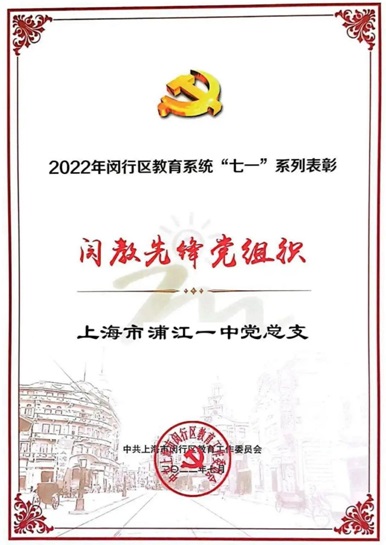 2022年闵行区教育系统“七一”系列表彰
闵教先锋党组织
上海市浦江一中党总支
中共上海市闵行区教育工作委员会
二〇二二年七月